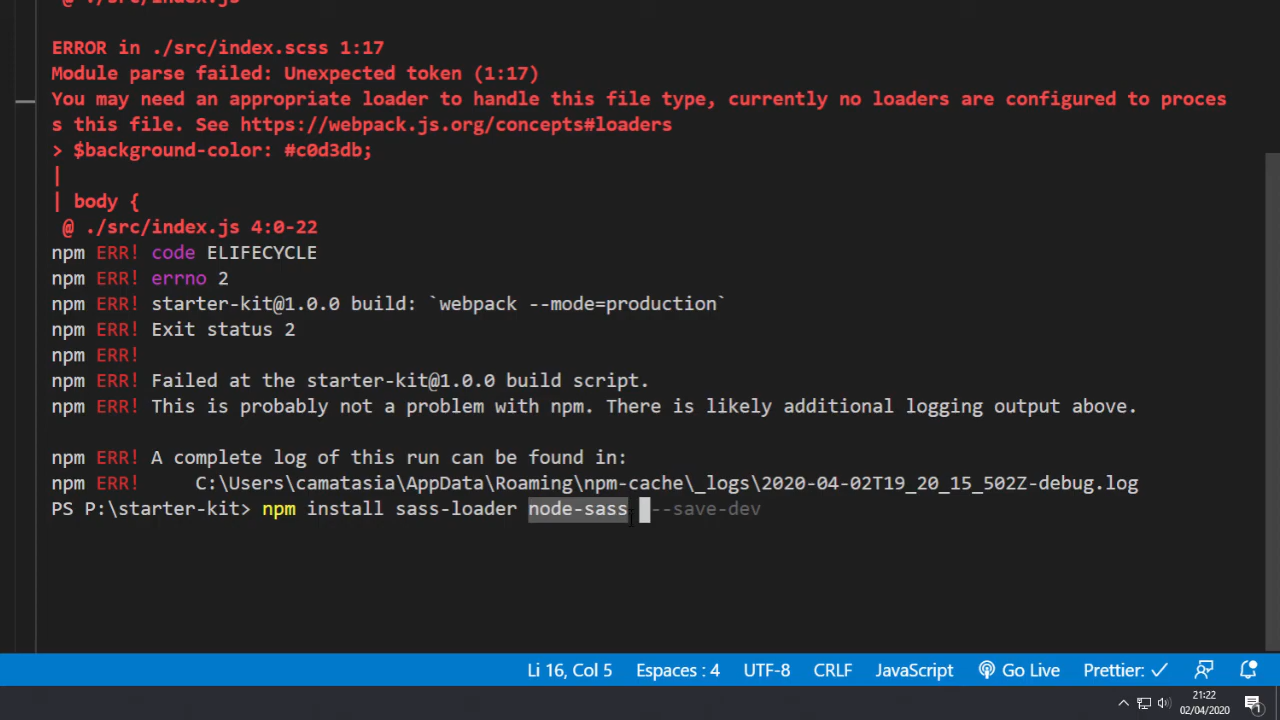 @ ./src/index.js
ERROR in ./src/index.scss 1:17
Module parse failed: Unexpected token (1:17)
You may need an appropriate loader to handle this file type, currently no loaders are configured to proces
s this file. See https://webpack.js.org/concepts#loaders
> $background-color: #c0d3db;
|
| body {
@ ./src/index.js 4:0-22
npm ERR! code ELIFECYCLE
npm ERR! errno 2
npm ERR! starter-kit@1.0.0 build: `webpack --mode=production`
npm ERR! Exit status 2
npm ERR!
npm ERR! Failed at the starter-kit@1.0.0 build script.
npm ERR! This is probably not a problem with npm. There is likely additional logging output above.
npm ERR! A complete log of this run can be found in:
npm ERR!     C:\Users\camatasia\AppData\Roaming\npm-cache\_logs\2020-04-02T19_20_15_502Z-debug.log
PS P:\starter-kit> npm install sass-loader node-sass --save-dev
Li 16, Col 5 Espaces : 4 UTF-8 CRLF JavaScript Go Live Prettier: ✓
21:22
02/04/2020
1